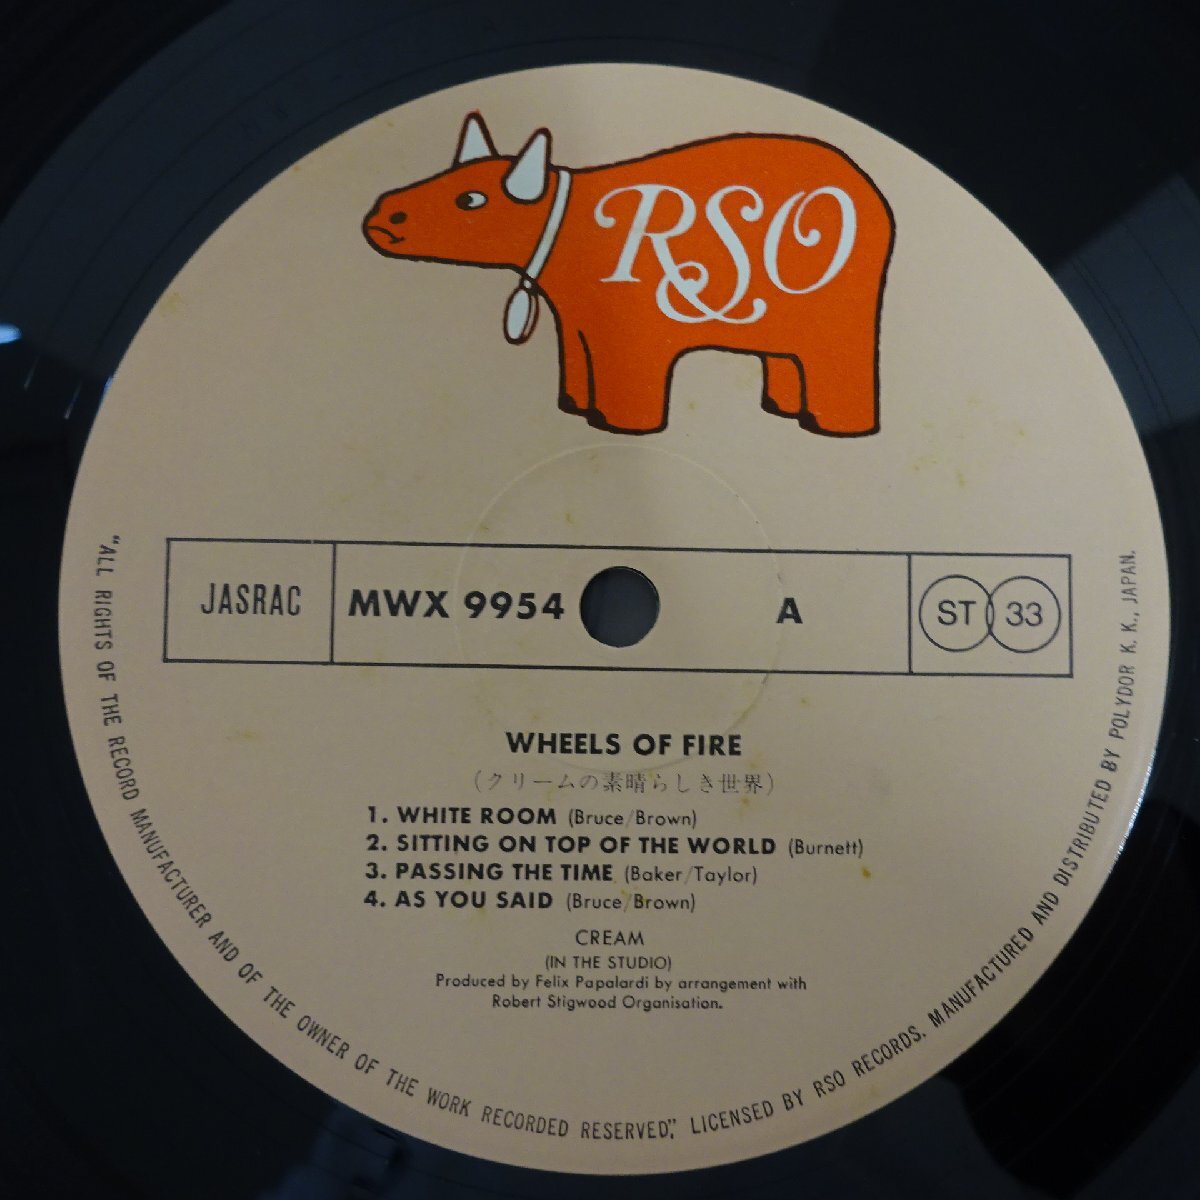 RSO
JASRAC
MWX 9954
A
ST 33
WHEELS OF FIRE
(クリームの素晴らしき世界)
1. WHITE ROOM (Bruce/Brown)
2. SITTING ON TOP OF THE WORLD (Burnett)
3. PASSING THE TIME (Baker/Taylor)
4. AS YOU SAID (Bruce/Brown)
CREAM
(IN THE STUDIO)
Produced by Felix Papalardi by arrangement with
Robert Stigwood Organisation.
"ALL RIGHTS OF THE RECORD MANUFACTURER AND OF THE OWNER OF THE WORK RECORDED RESERVED", LICENSED BY RSO RECORDS. MANUFACTURED AND DISTRIBUTED BY POLYDOR K. K., JAPAN.